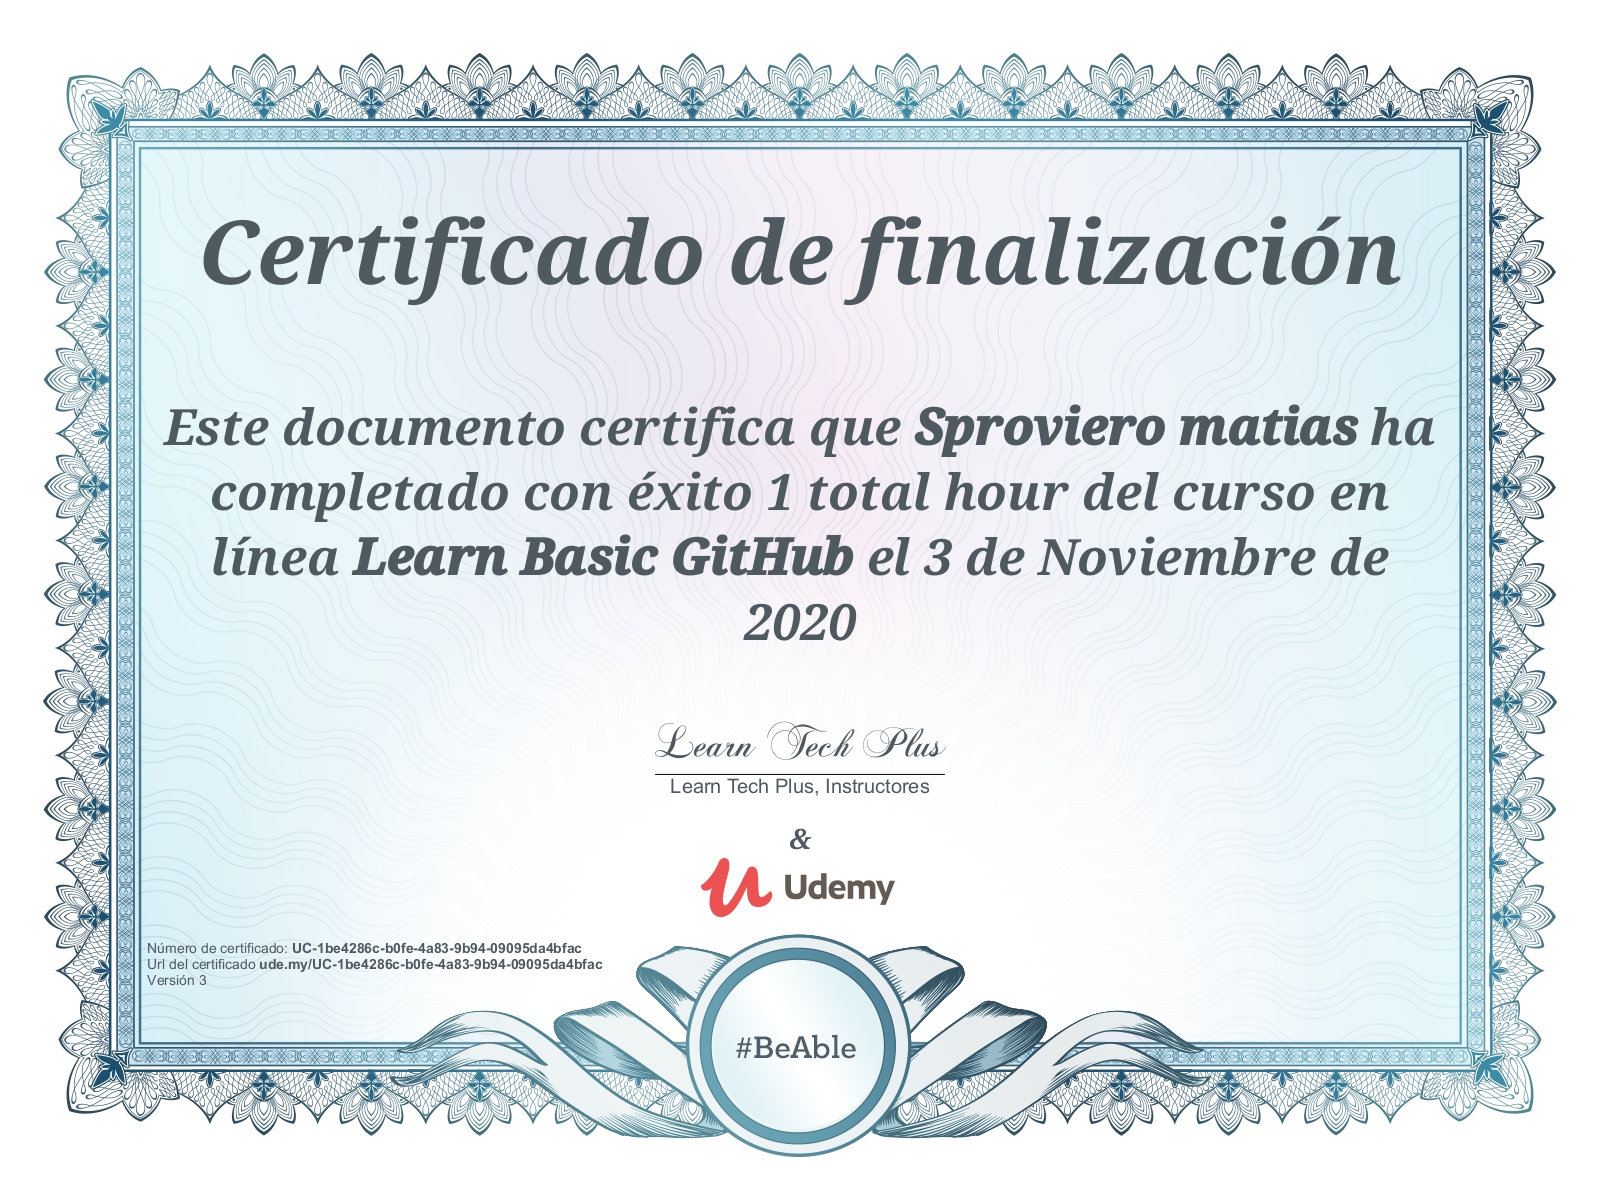 Certificado de finalización
Este documento certifica que Sproviero matias ha
completado con éxito 1 total hour del curso en
línea Learn Basic GitHub el 3 de Noviembre de
2020
Learn Tech Plus
Learn Tech Plus, Instructores
&
Udemy
Número de certificado: UC-1be4286c-b0fe-4a83-9b94-09095da4bfac
Url del certificado ude.my/UC-1be4286c-b0fe-4a83-9b94-09095da4bfac
Versión 3
#BeAble